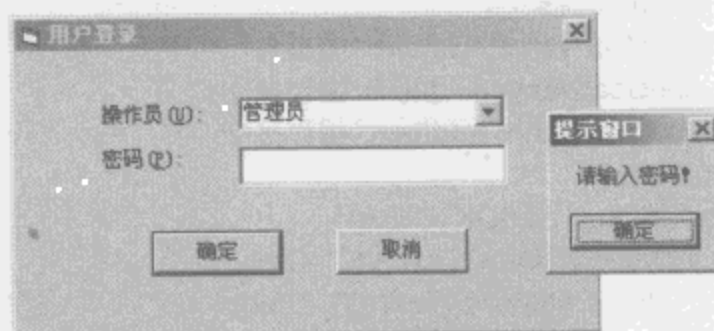 用户登录
操作员(U):
管理员
密码(P):
确定
取消
提示窗口
请输入密码!
确定